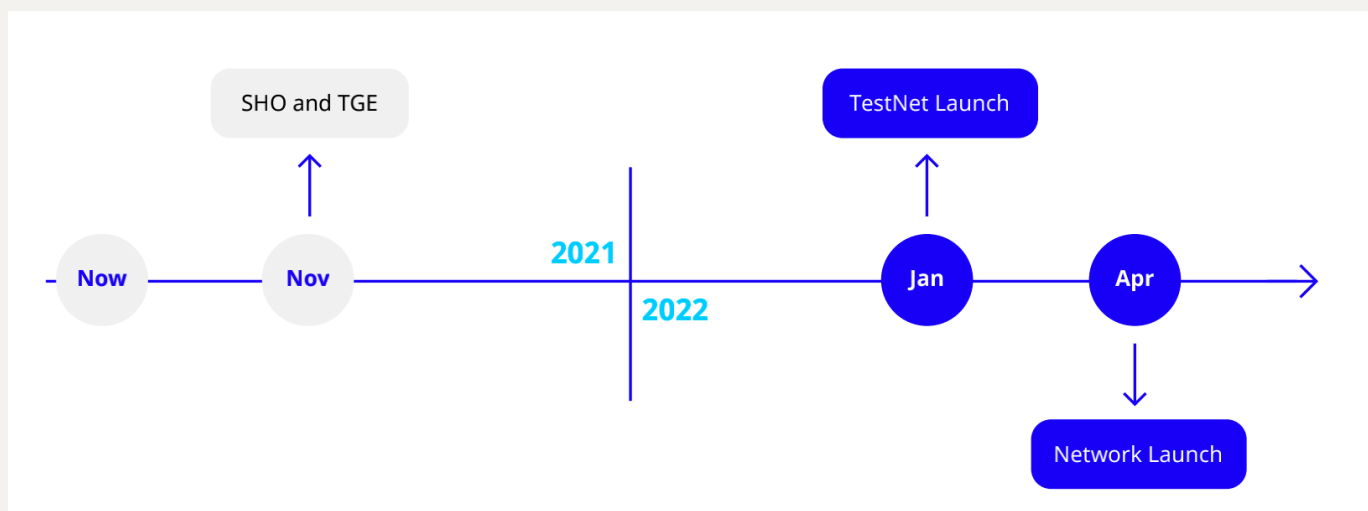 SHO and TGE
TestNet Launch
2021
Now
Nov
Jan
Apr
2022
Network Launch